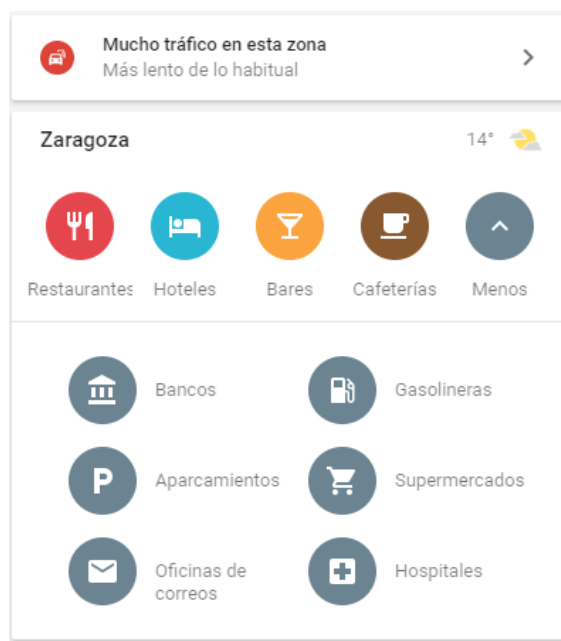 Mucho tráfico en esta zona
Más lento de lo habitual
Zaragoza
14°
Restaurantes
Hoteles
Bares
Cafeterías
Menos
Bancos
Gasolineras
P
Aparcamientos
Supermercados
Oficinas de
correos
Hospitales